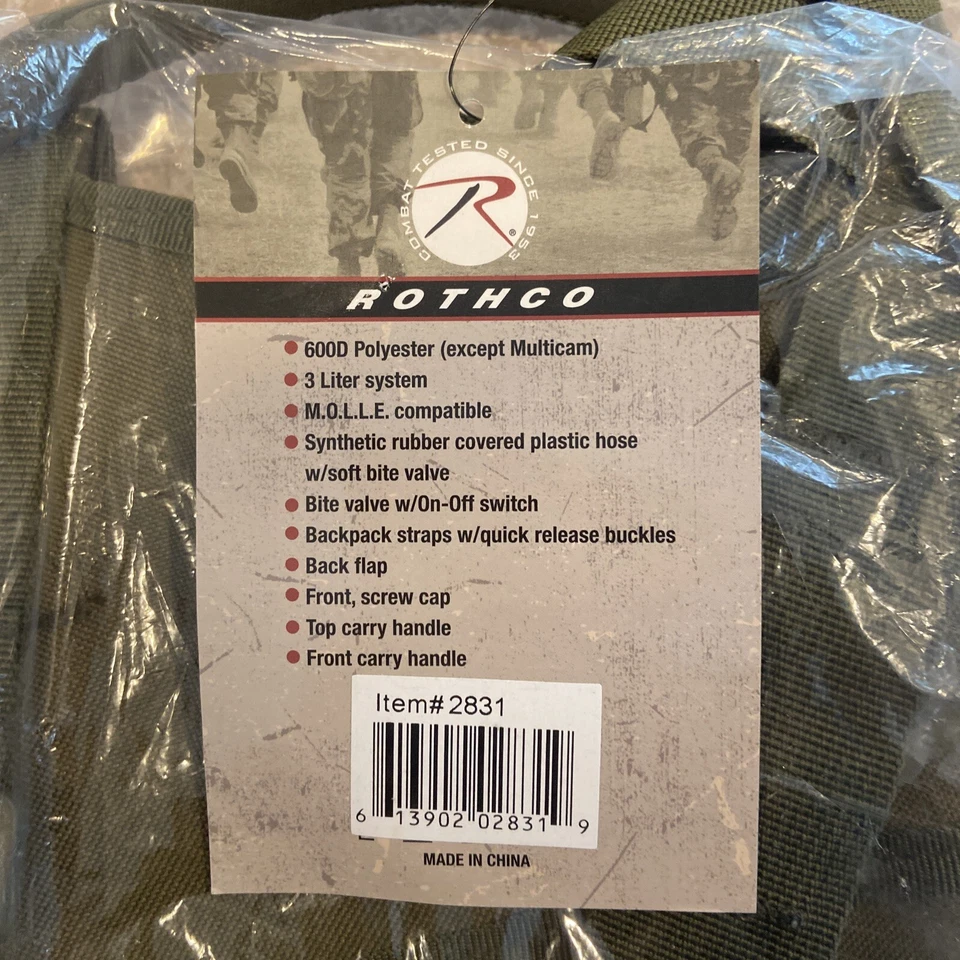 COMBAT TESTED SINCE 1953
R®
ROTHCO
600D Polyester (except Multicam)
3 Liter system
M.O.L.L.E. compatible
Synthetic rubber covered plastic hose
w/soft bite valve
Bite valve w/On-Off switch
Backpack straps w/quick release buckles
Back flap
Front, screw cap
Top carry handle
Front carry handle
Item# 2831
6 13902 02831 9
MADE IN CHINA